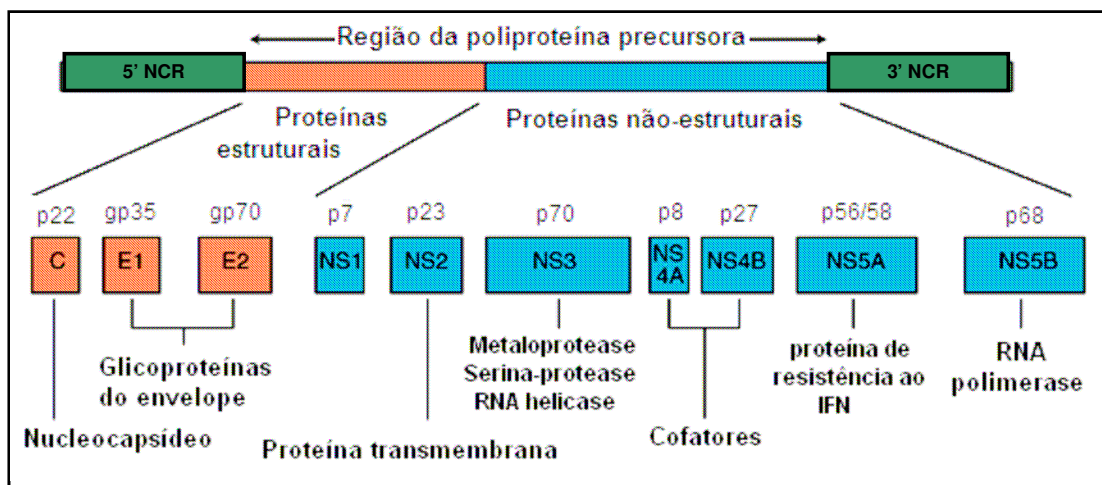 Região da poliproteína precursora
5' NCR
3' NCR
Proteínas
estruturais
Proteínas não-estruturais
p22 gp35 gp70 p7 p23 p70 p8 p27 p56/58 p68
C E1 E2 NS1 NS2 NS3 NS
4A NS4B NS5A NS5B
Glicoproteínas
do envelope
Nucleocapsídeo
Proteína transmembrana
Metaloprotease
Serina-protease
RNA helicase
Cofatores
proteína de
resistência ao
IFN
RNA
polimerase